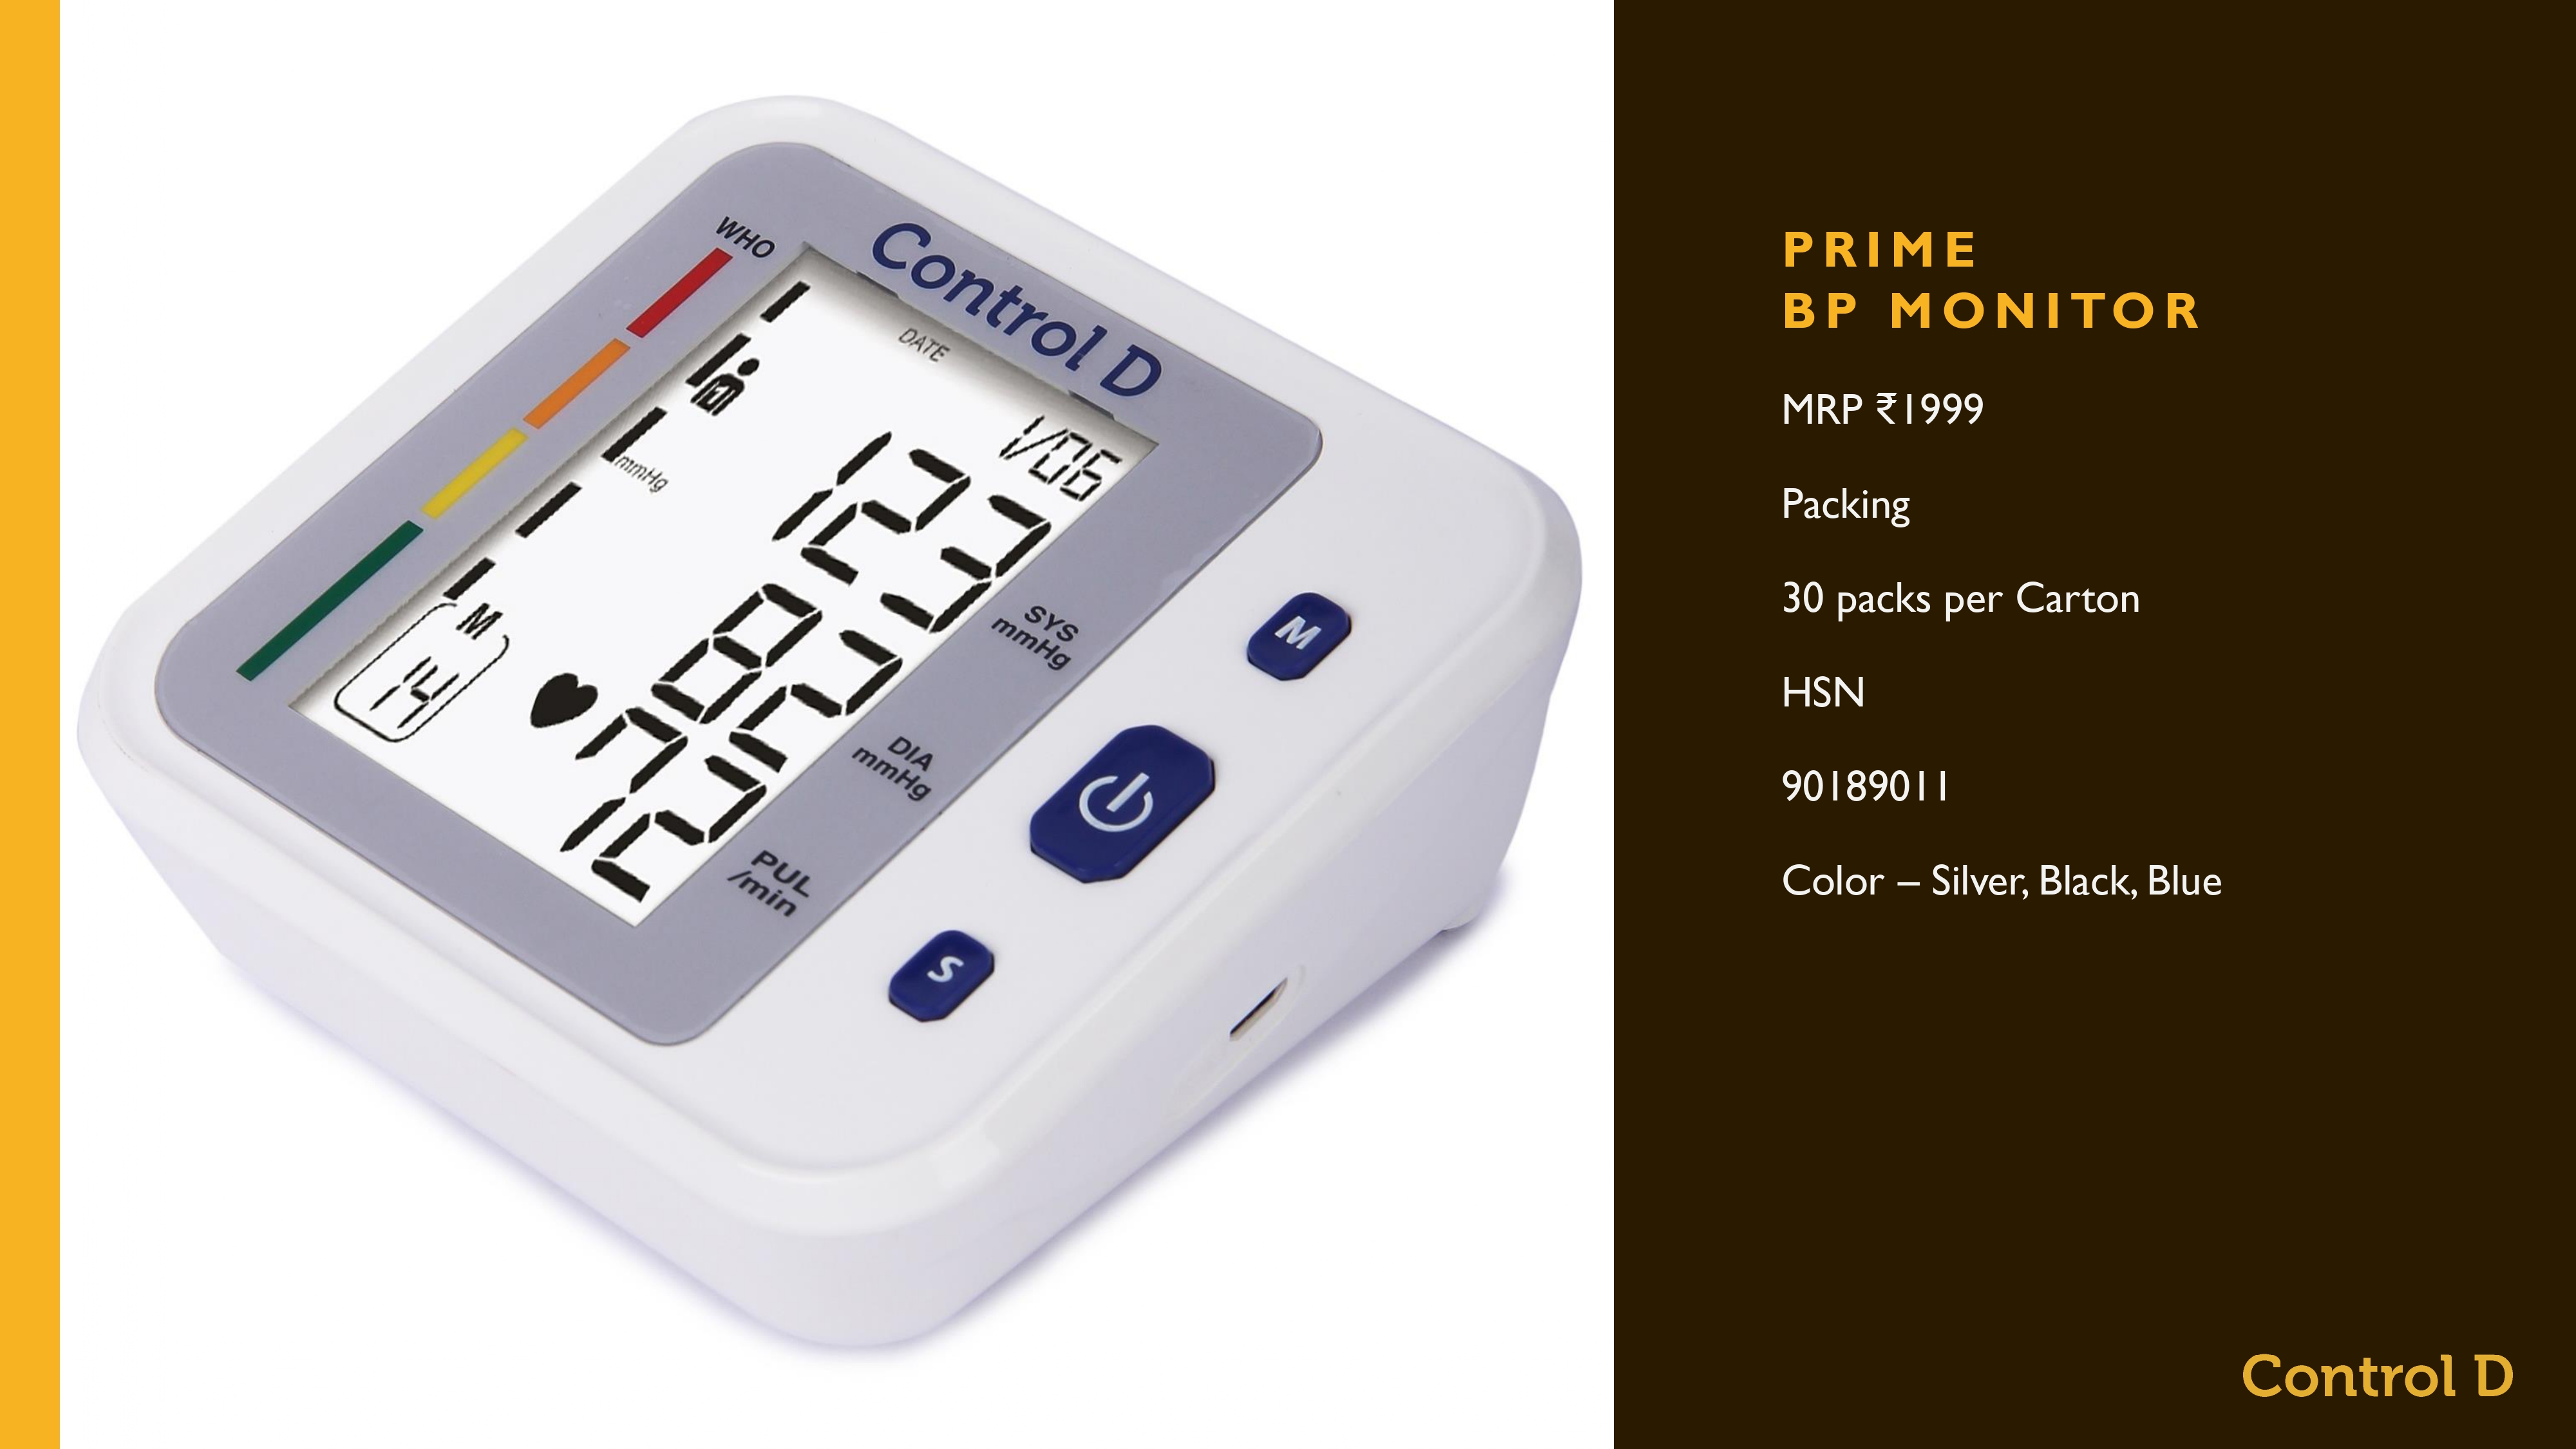 WHO
Control D
DATE
1/06
mmHg
123
SYS
mmHg
82
DIA
mmHg
72
PUL
/min
M
14
M
S
PRIME
BP MONITOR
MRP ₹1999
Packing
30 packs per Carton
HSN
90189011
Color – Silver, Black, Blue
Control D